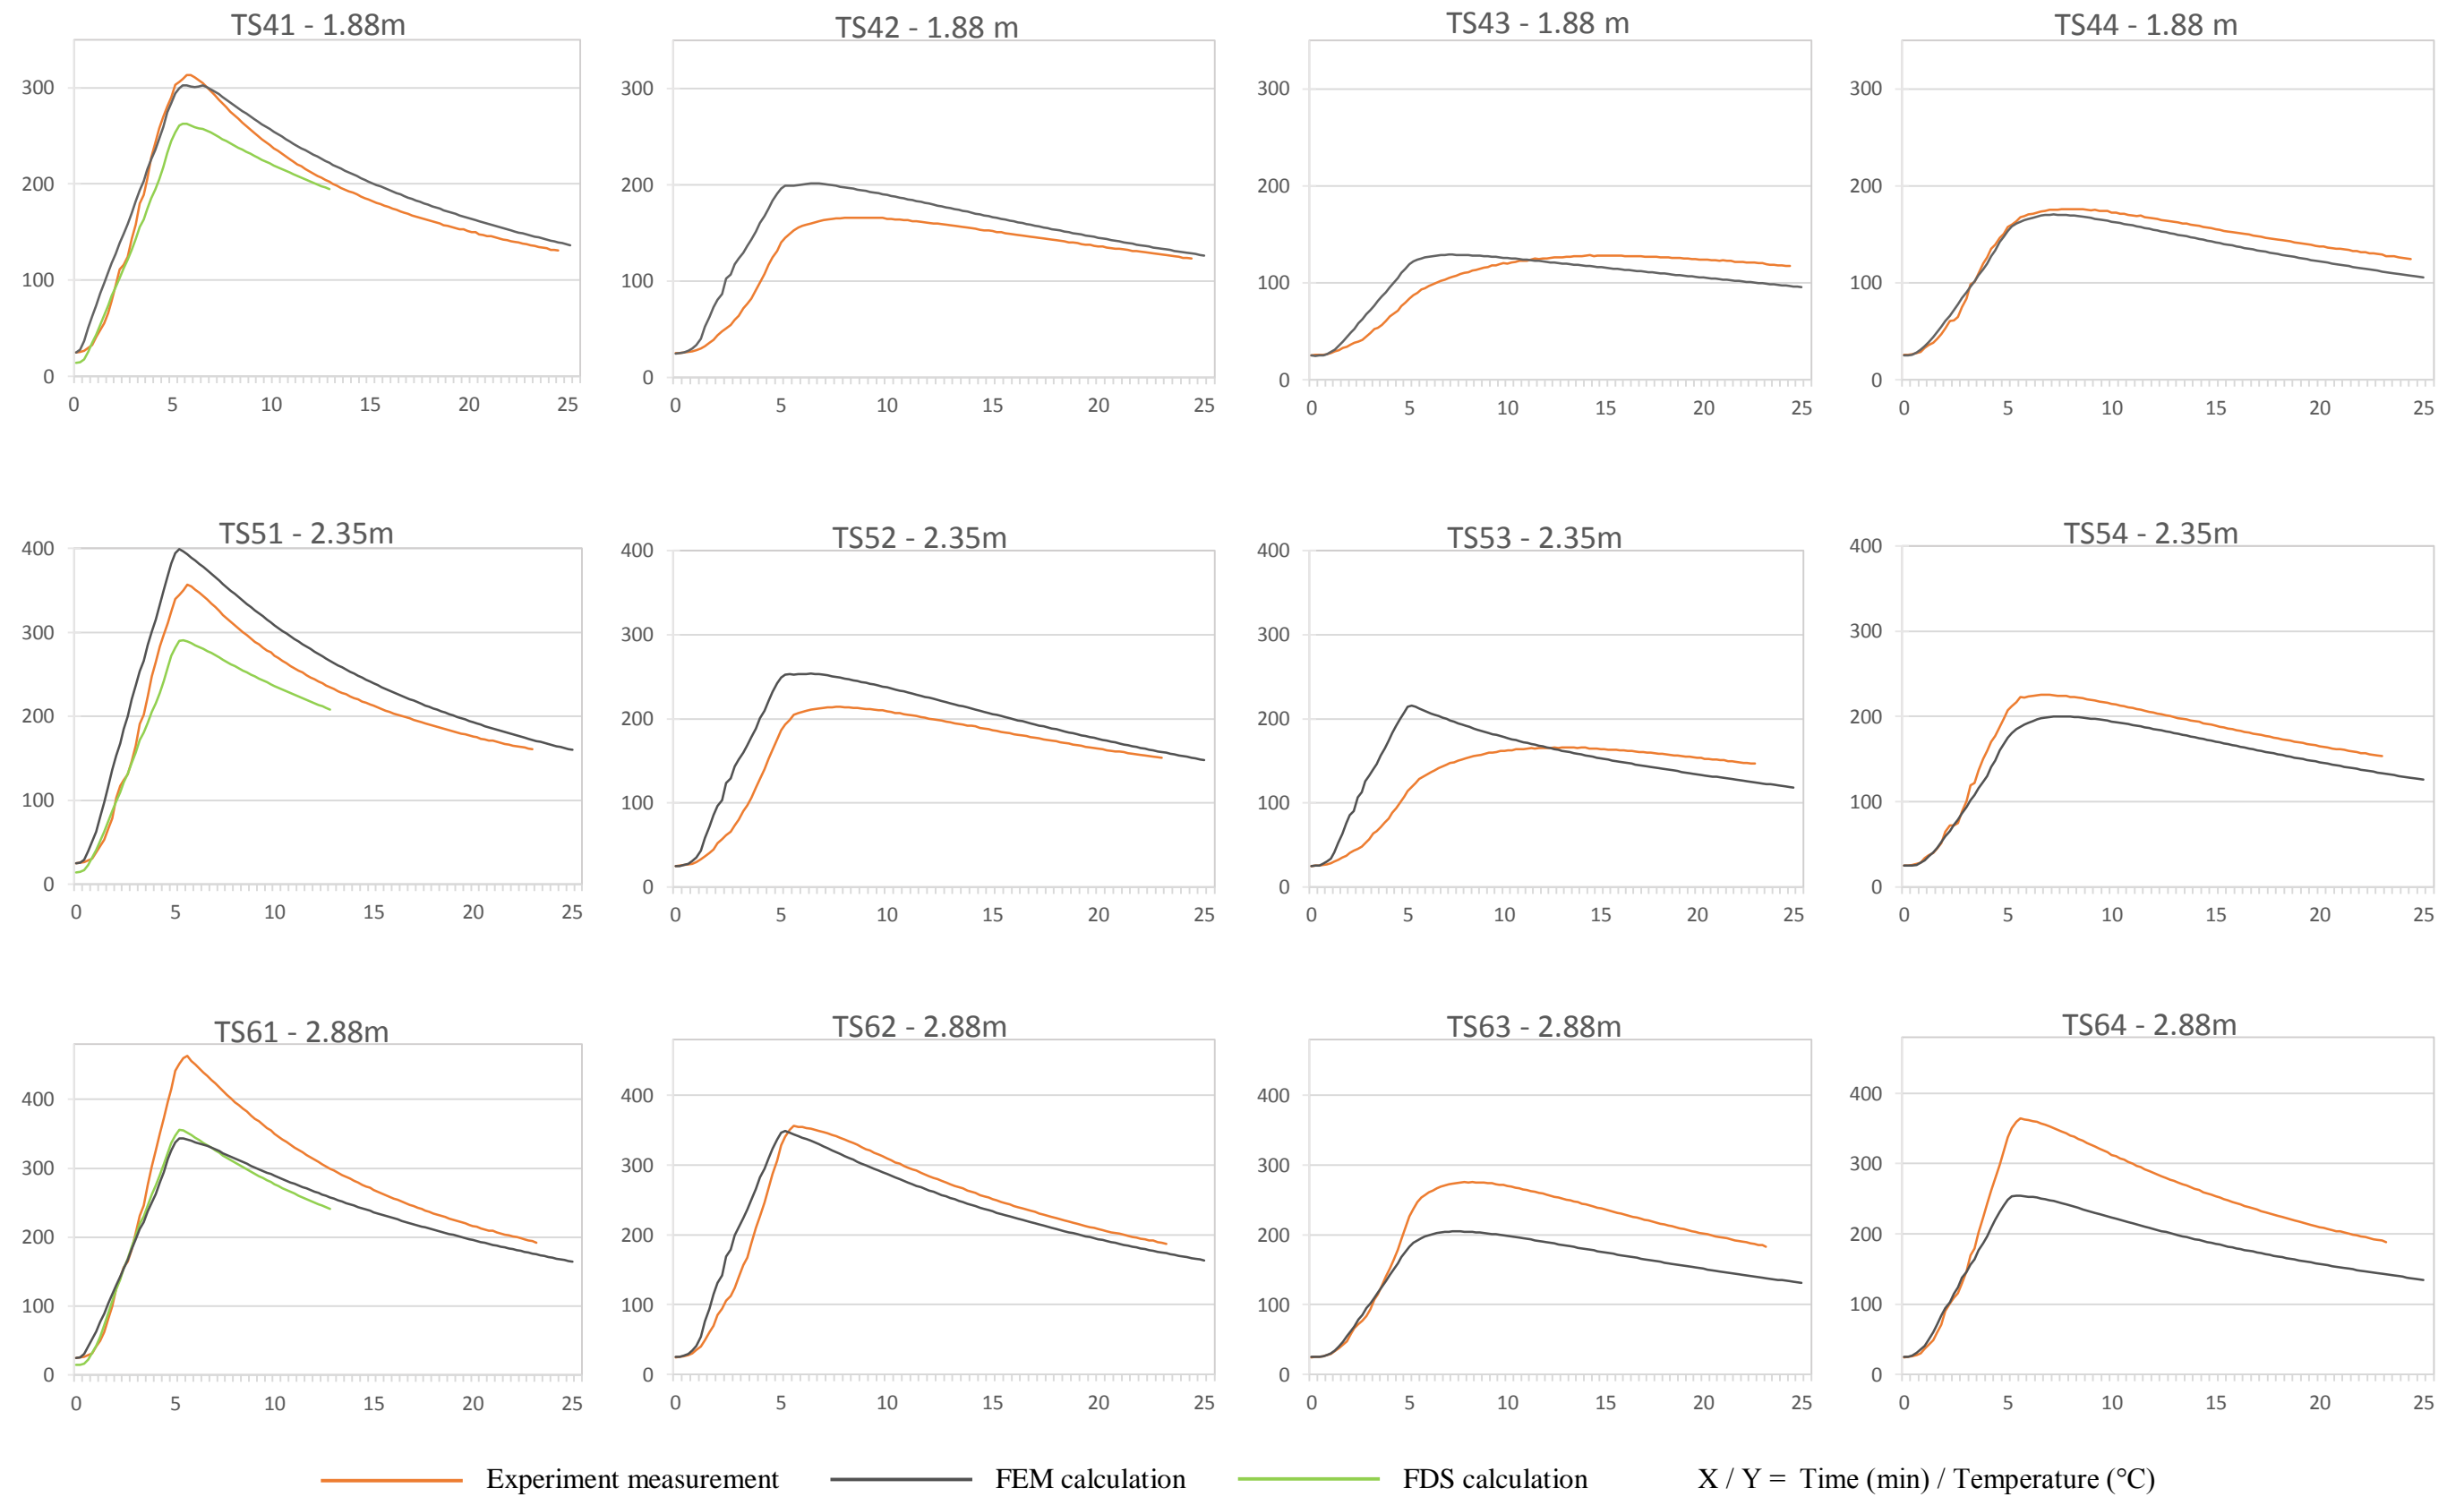 TS41 - 1.88m
300
200
100
0
0 5 10 15 20 25
TS42 - 1.88 m
300
200
100
0
0 5 10 15 20 25
TS43 - 1.88 m
300
200
100
0
0 5 10 15 20 25
TS44 - 1.88 m
300
200
100
0
0 5 10 15 20 25
TS51 - 2.35m
400
300
200
100
0
0 5 10 15 20 25
TS52 - 2.35m
400
300
200
100
0
0 5 10 15 20 25
TS53 - 2.35m
400
300
200
100
0
0 5 10 15 20 25
TS54 - 2.35m
400
300
200
100
0
0 5 10 15 20 25
TS61 - 2.88m
400
300
200
100
0
0 5 10 15 20 25
TS62 - 2.88m
400
300
200
100
0
0 5 10 15 20 25
TS63 - 2.88m
400
300
200
100
0
0 5 10 15 20 25
TS64 - 2.88m
400
300
200
100
0
0 5 10 15 20 25
Experiment measurement FEM calculation FDS calculation X / Y = Time (min) / Temperature (°C)